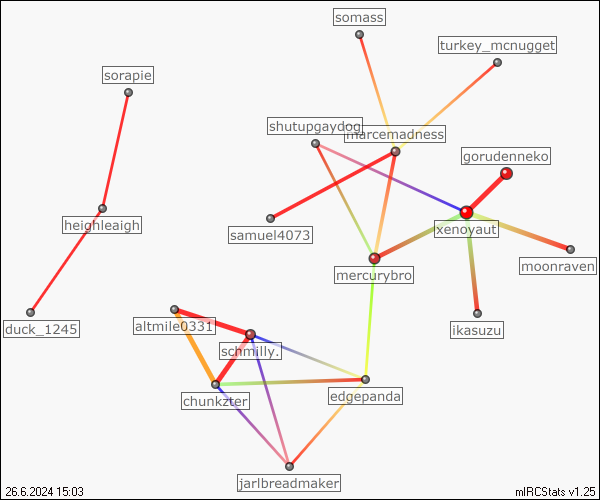 somass
turkey_mcnugget
sorapie
shutupgaydog
marcemadness
gorudenneko
heighleaigh
samuel4073
xenoyaut
moonraven
mercurybro
duck_1245
altmile0331
ikasuzu
schmilly.
chunkzter
edgepanda
jarlbreadmaker
26.6.2024 15:03
mIRCStats v1.25